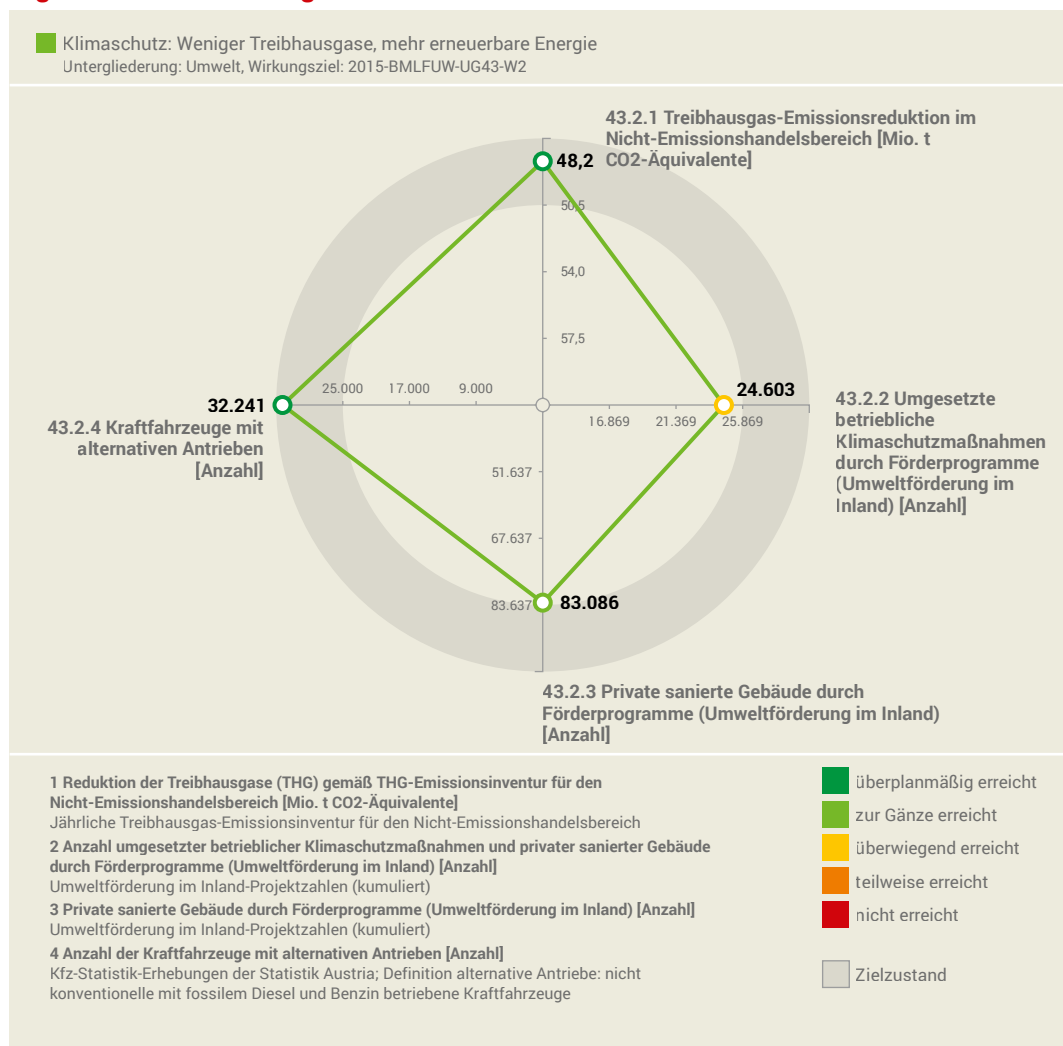 Klimaschutz: Weniger Treibhausgase, mehr erneuerbare Energie
Untergliederung: Umwelt, Wirkungsziel: 2015-BMLFUW-UG43-W2
43.2.1 Treibhausgas-Emissionsreduktion im
Nicht-Emissionshandelsbereich [Mio. t
CO2-Äquivalente]
48,2
50,5
54,0
57,5
25.000
17.000
9.000
32.241
43.2.4 Kraftfahrzeuge mit
alternativen Antrieben
[Anzahl]
24.603
16.869
21.369
25.869
43.2.2 Umgesetzte
betriebliche
Klimaschutzmaßnahmen
durch Förderprogramme
(Umweltförderung im
Inland) [Anzahl]
51.637
67.637
83.637
83.086
43.2.3 Private sanierte Gebäude durch
Förderprogramme (Umweltförderung im Inland)
[Anzahl]
1 Reduktion der Treibhausgase (THG) gemäß THG-Emissionsinventur für den
Nicht-Emissionshandelsbereich [Mio. t CO2-Äquivalente]
Jährliche Treibhausgas-Emissionsinventur für den Nicht-Emissionshandelsbereich
2 Anzahl umgesetzter betrieblicher Klimaschutzmaßnahmen und privater sanierter Gebäude
durch Förderprogramme (Umweltförderung im Inland) [Anzahl]
Umweltförderung im Inland-Projektzahlen (kumuliert)
3 Private sanierte Gebäude durch Förderprogramme (Umweltförderung im Inland) [Anzahl]
Umweltförderung im Inland-Projektzahlen (kumuliert)
4 Anzahl der Kraftfahrzeuge mit alternativen Antrieben [Anzahl]
Kfz-Statistik-Erhebungen der Statistik Austria; Definition alternative Antriebe: nicht
konventionelle mit fossilem Diesel und Benzin betriebene Kraftfahrzeuge
überplanmäßig erreicht
zur Gänze erreicht
überwiegend erreicht
teilweise erreicht
nicht erreicht
Zielzustand